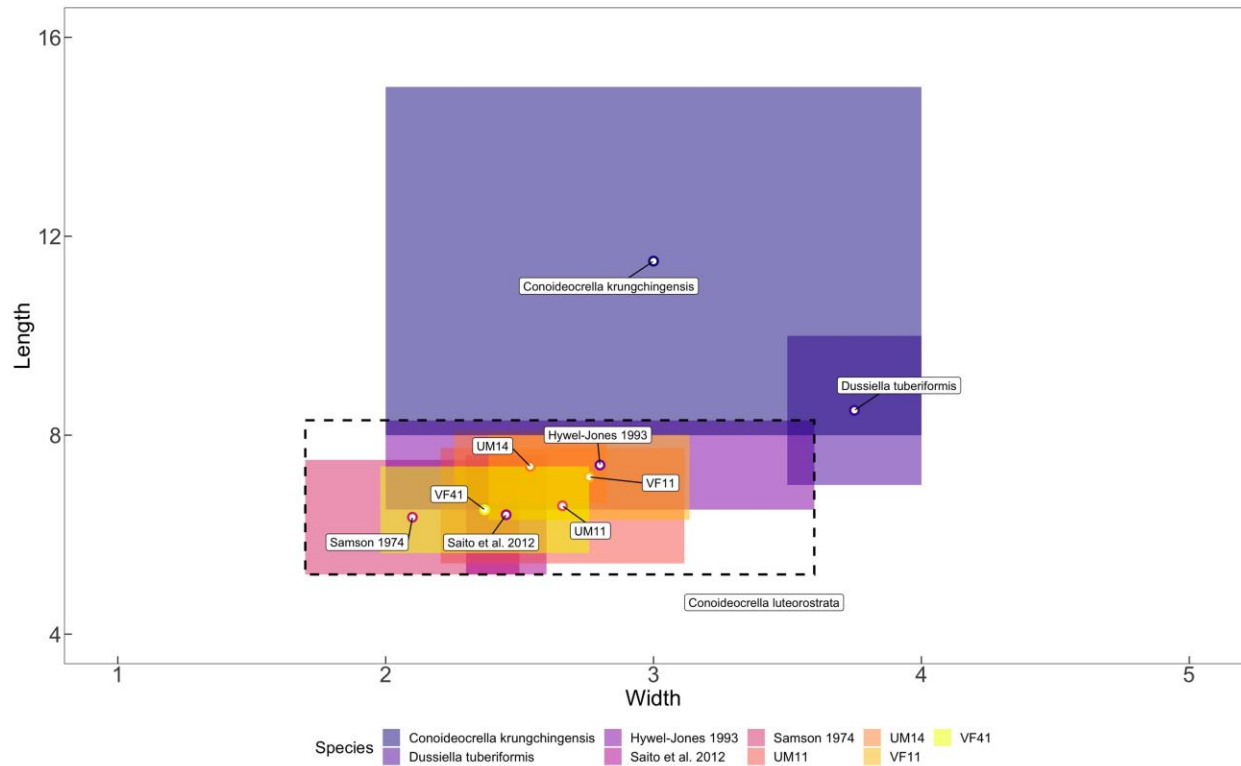 16
12
8
4
Length
Conoideocrella krungchingensis
Dussiella tuberiformis
Hywel-Jones 1993
UM14
VF11
VF41
UM11
Samson 1974
Saito et al. 2012
Conoideocrella luteorostrata
1 2 3 4 5
Width
Species
Conoideocrella krungchingensis Hywel-Jones 1993 Samson 1974 UM14 VF41
Dussiella tuberiformis Saito et al. 2012 UM11 VF11